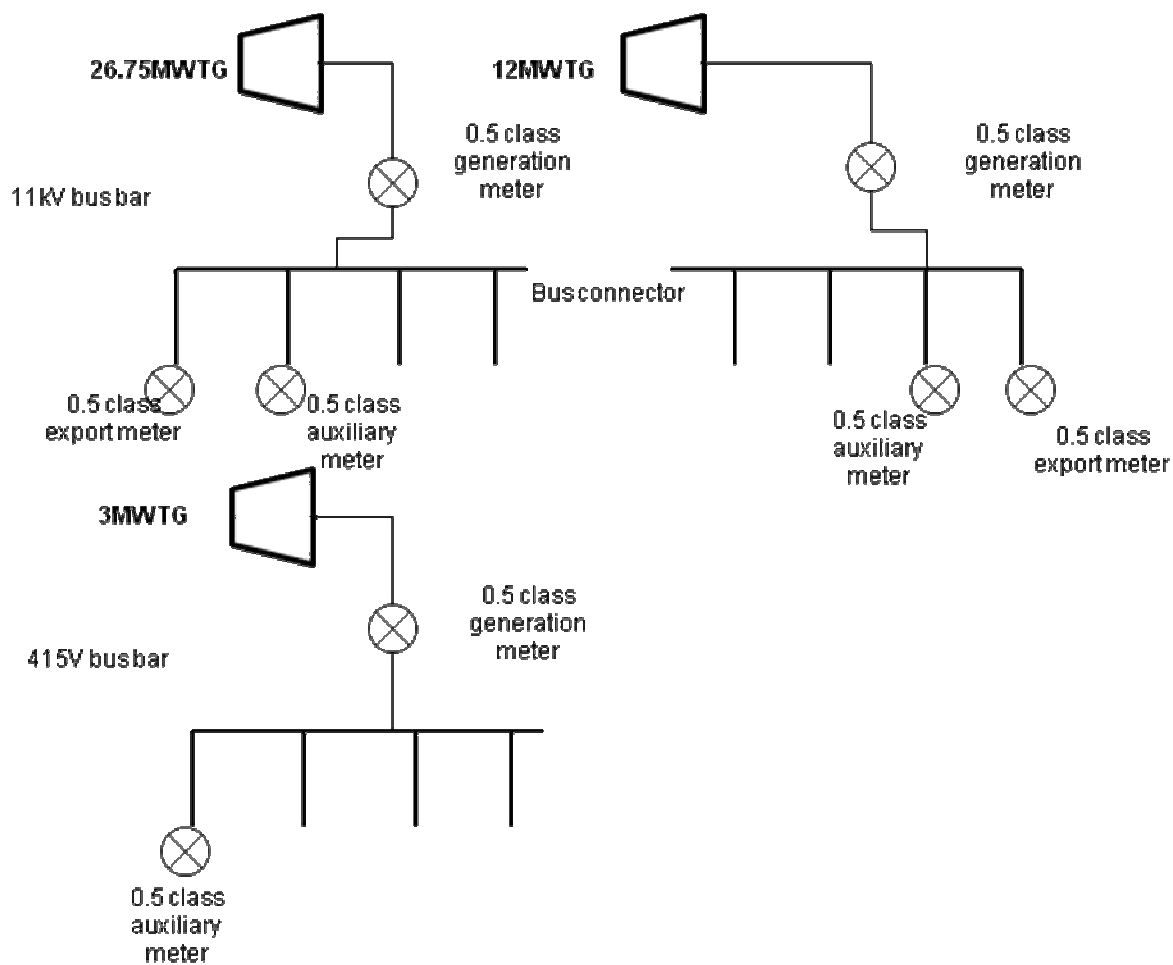 26.75MWTG
12MWTG
0.5 class
generation
meter
0.5 class
generation
meter
11kV bus bar
Bus connector
0.5 class
export meter
0.5 class
auxiliary
meter
0.5 class
auxiliary
meter
0.5 class
export meter
3MWTG
0.5 class
generation
meter
415V bus bar
0.5 class
auxiliary
meter